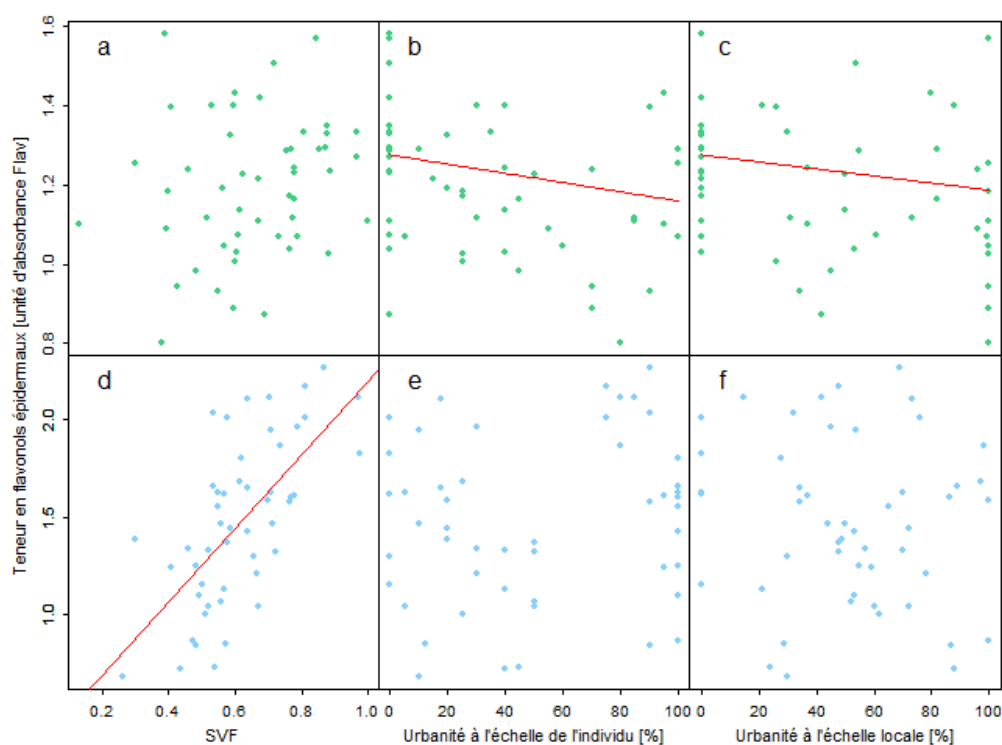 Teneur en flavonols épidermaux [unité d'absorbance Flav]
1.6
1.4
1.2
1.0
0.8
a
b
c
2.0
1.5
1.0
d
e
f
0.2 0.4 0.6 0.8 1.0
0 20 40 60 80 100
0 20 40 60 80 100
SVF
Urbanité à l'échelle de l'individu [%]
Urbanité à l'échelle locale [%]